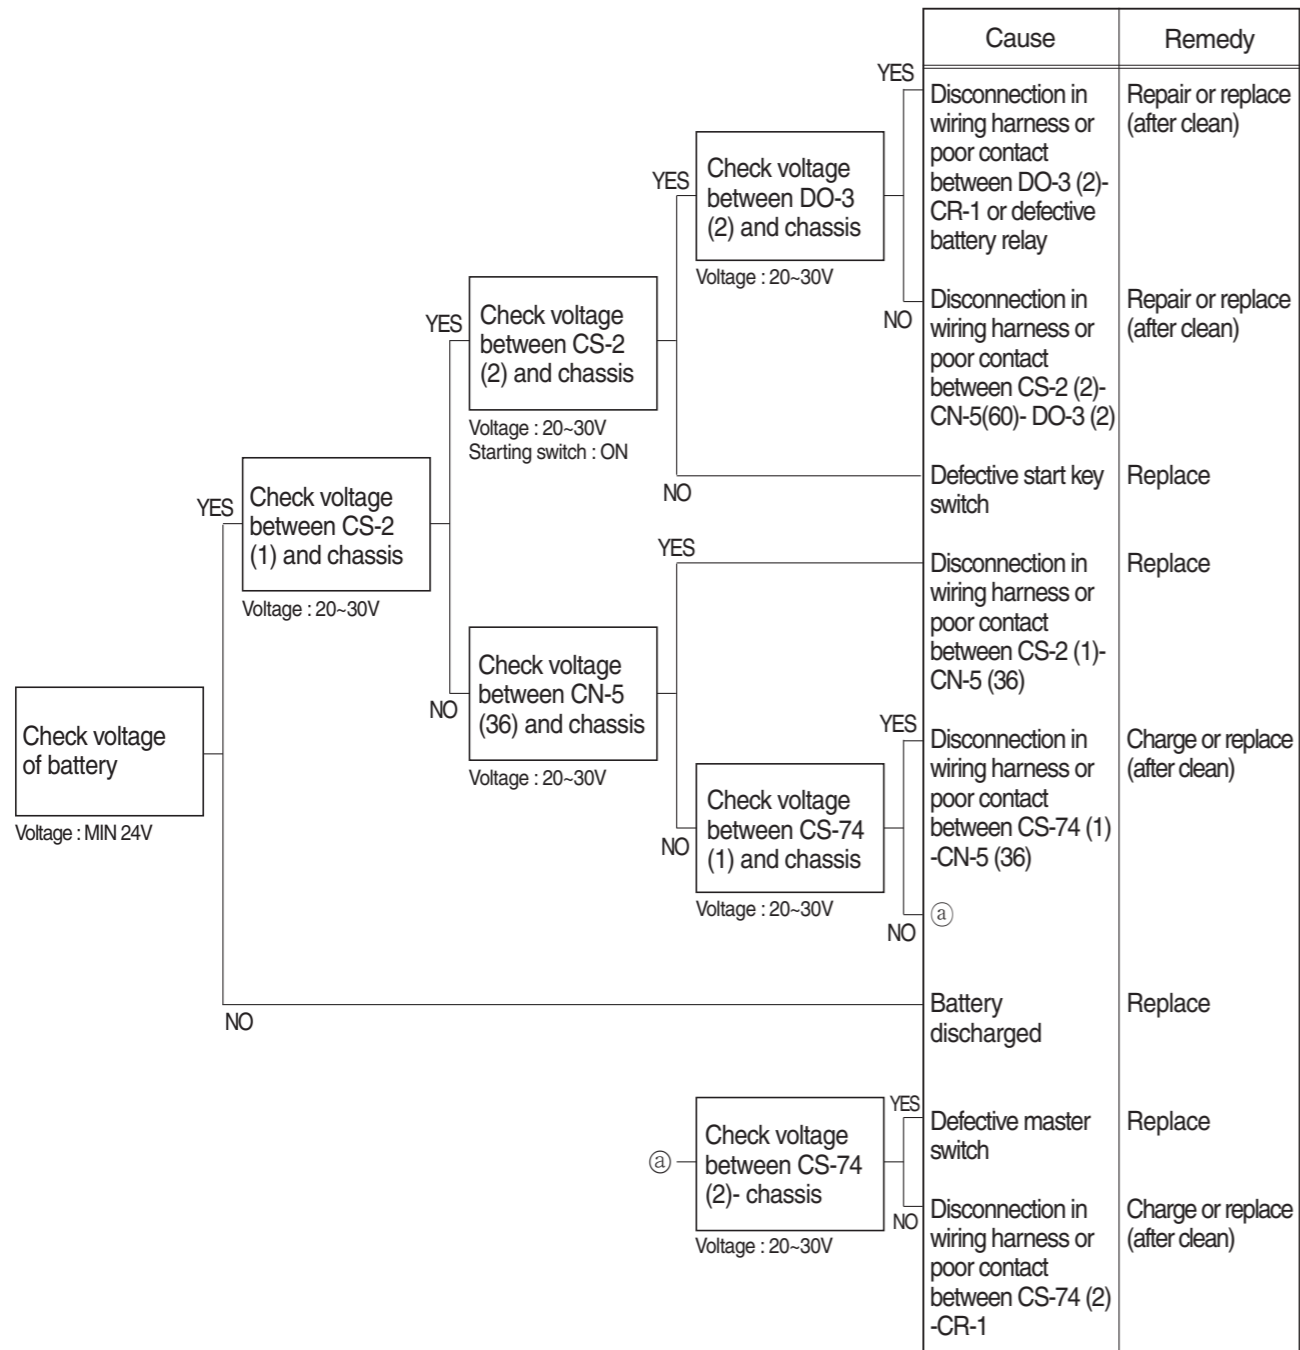 Cause
Remedy
YES
Disconnection in
wiring harness or
poor contact
between DO-3 (2)-
CR-1 or defective
battery relay
Repair or replace
(after clean)
YES
Check voltage
between DO-3
(2) and chassis
Voltage : 20~30V
NO
Disconnection in
wiring harness or
poor contact
between CS-2 (2)-
CN-5(60)- DO-3 (2)
Repair or replace
(after clean)
YES
Check voltage
between CS-2
(2) and chassis
Voltage : 20~30V
Starting switch : ON
NO
Defective start key
switch
Replace
YES
Check voltage
between CS-2
(1) and chassis
Voltage : 20~30V
YES
Disconnection in
wiring harness or
poor contact
between CS-2 (1)-
CN-5 (36)
Replace
NO
Check voltage
between CN-5
(36) and chassis
Voltage : 20~30V
Check voltage
of battery
Voltage : MIN 24V
YES
Disconnection in
wiring harness or
poor contact
between CS-74 (1)
-CN-5 (36)
Charge or replace
(after clean)
NO
Check voltage
between CS-74
(1) and chassis
Voltage : 20~30V
NO
ⓐ
NO
Battery
discharged
Replace
ⓐ
Check voltage
between CS-74
(2)- chassis
Voltage : 20~30V
YES
Defective master
switch
Replace
NO
Disconnection in
wiring harness or
poor contact
between CS-74 (2)
-CR-1
Charge or replace
(after clean)